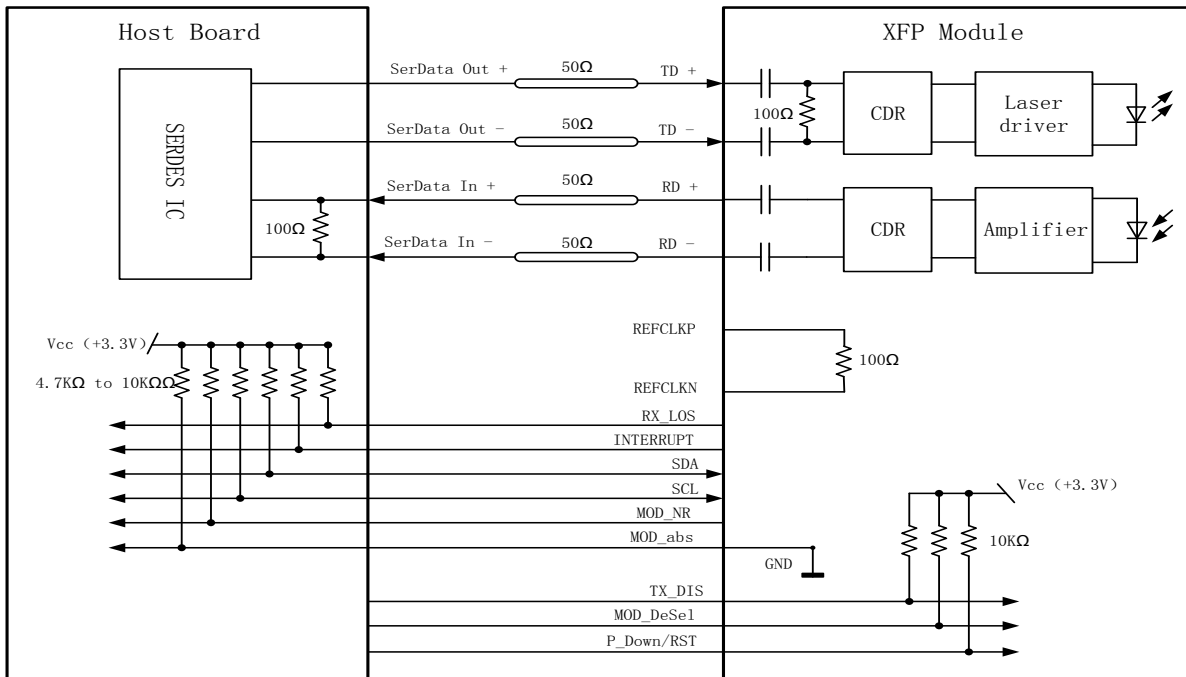 Host Board
XFP Module
SerData Out +
50Ω
TD +
100Ω
CDR
Laser
driver
SERDES IC
SerData Out −
50Ω
TD −
SerData In +
50Ω
RD +
100Ω
CDR
Amplifier
SerData In −
50Ω
RD −
Vcc (+3.3V)
4.7KΩ to 10KΩΩ
REFCLKP
100Ω
REFCLKN
RX_LOS
INTERRUPT
SDA
SCL
MOD_NR
MOD_abs
GND
Vcc (+3.3V)
10KΩ
TX_DIS
MOD_DeSel
P_Down/RST